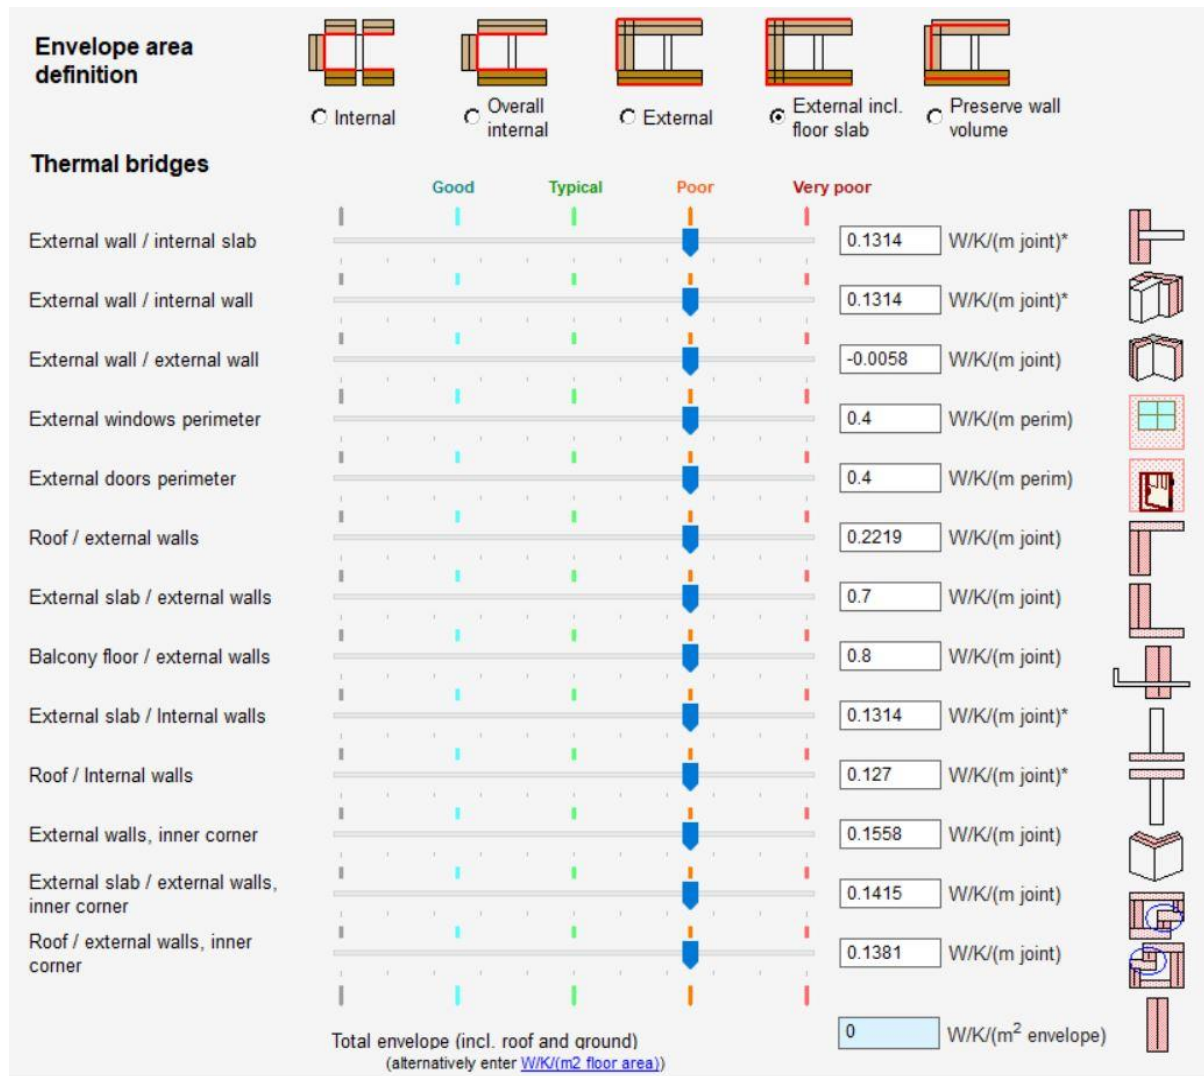 Envelope area
definition
Internal
Overall
internal
External
External incl.
floor slab
Preserve wall
volume
Thermal bridges
Good Typical Poor Very poor
External wall / internal slab 0.1314 W/K/(m joint)*
External wall / internal wall 0.1314 W/K/(m joint)*
External wall / external wall -0.0058 W/K/(m joint)
External windows perimeter 0.4 W/K/(m perim)
External doors perimeter 0.4 W/K/(m perim)
Roof / external walls 0.2219 W/K/(m joint)
External slab / external walls 0.7 W/K/(m joint)
Balcony floor / external walls 0.8 W/K/(m joint)
External slab / Internal walls 0.1314 W/K/(m joint)*
Roof / Internal walls 0.127 W/K/(m joint)*
External walls, inner corner 0.1558 W/K/(m joint)
External slab / external walls,
inner corner 0.1415 W/K/(m joint)
Roof / external walls, inner
corner 0.1381 W/K/(m joint)
Total envelope (incl. roof and ground) 0 W/K/(m² envelope)
(alternatively enter W/K/(m2 floor area))